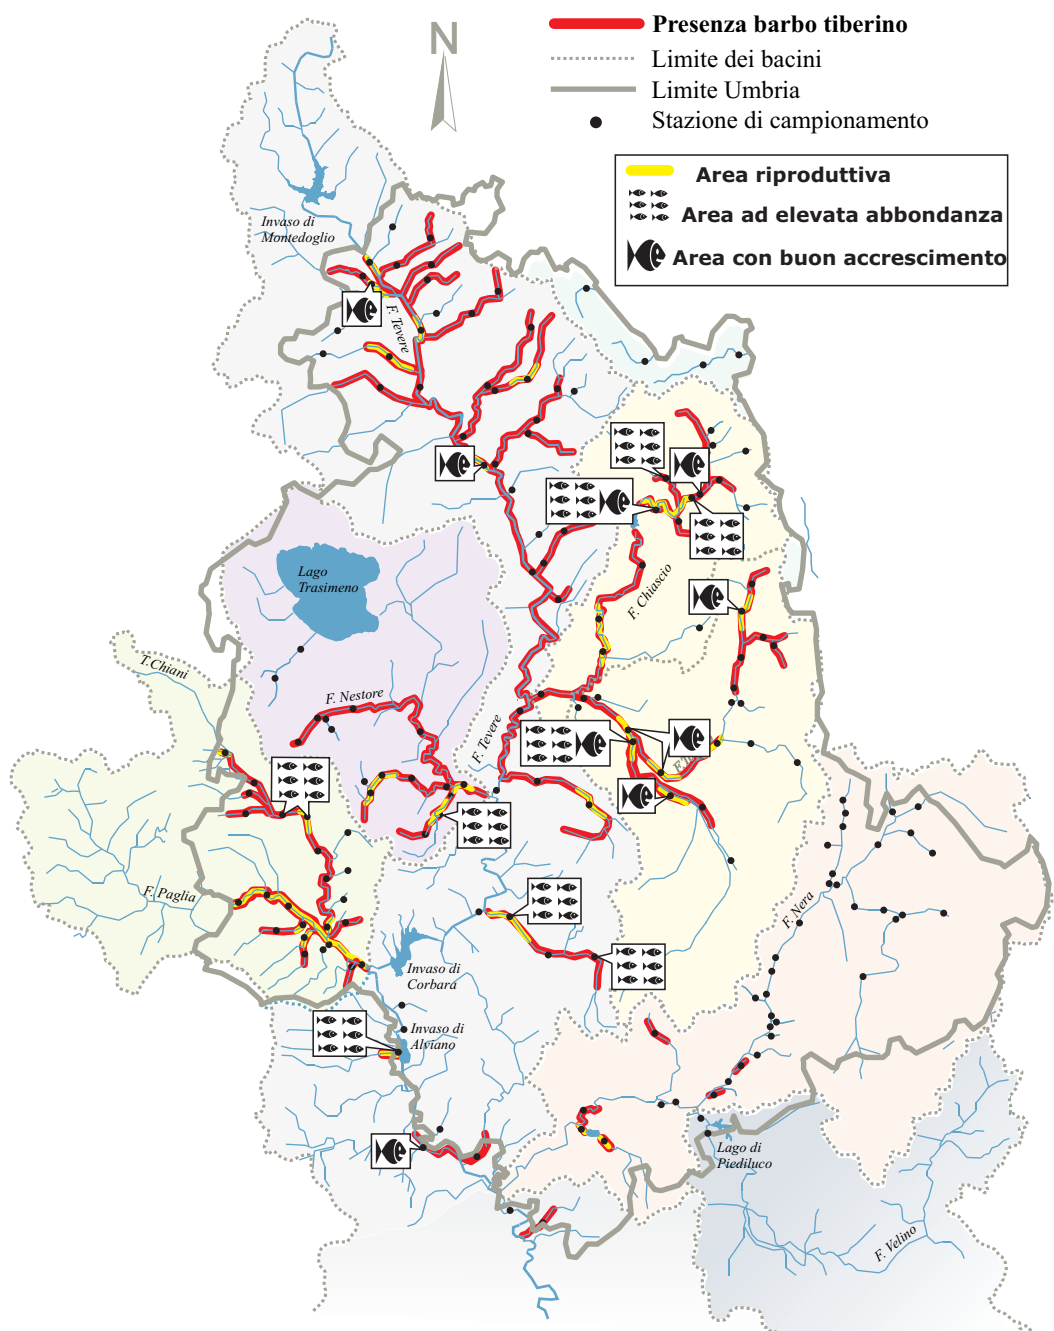 N
Presenza barbo tiberino
Limite dei bacini
Limite Umbria
Stazione di campionamento
Area riproduttiva
Area ad elevata abbondanza
Area con buon accrescimento
Invaso di
Montedoglio
F. Tevere
Lago
Trasimeno
F. Chiascio
T. Chiani
F. Nestore
F. Tevere
F. Paglia
F. Nera
Invaso di
Corbara
Invaso di
Alviano
Lago di
Piediluco
F. Velino